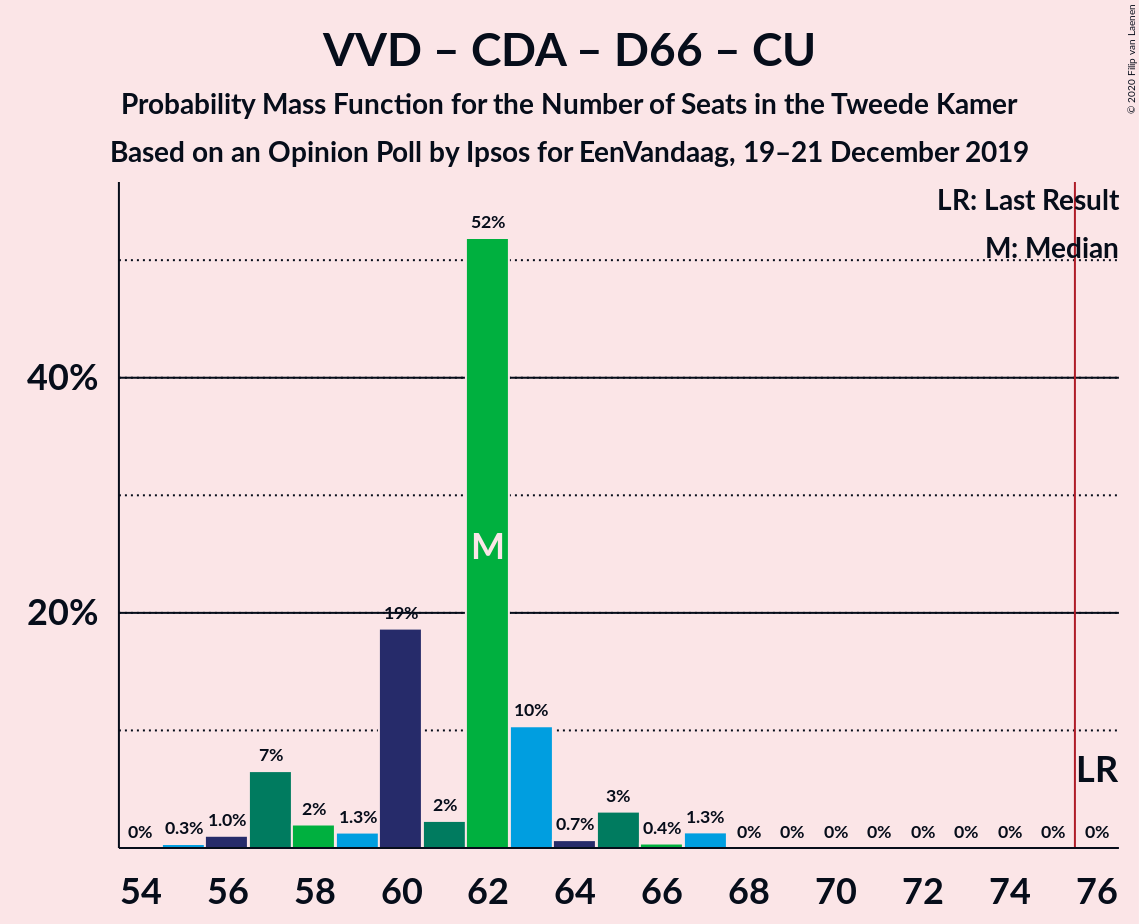 VVD – CDA – D66 – CU
Probability Mass Function for the Number of Seats in the Tweede Kamer
Based on an Opinion Poll by Ipsos for EenVandaag, 19–21 December 2019
© 2020 Filip van Laenen
LR: Last Result
M: Median
40%
20%
0% 0.3% 1.0% 7% 2% 1.3% 19% 2% 52% 10% 0.7% 3% 0.4% 1.3% 0% 0% 0% 0% 0% 0% 0% 0% 0%
M
LR
54 56 58 60 62 64 66 68 70 72 74 76